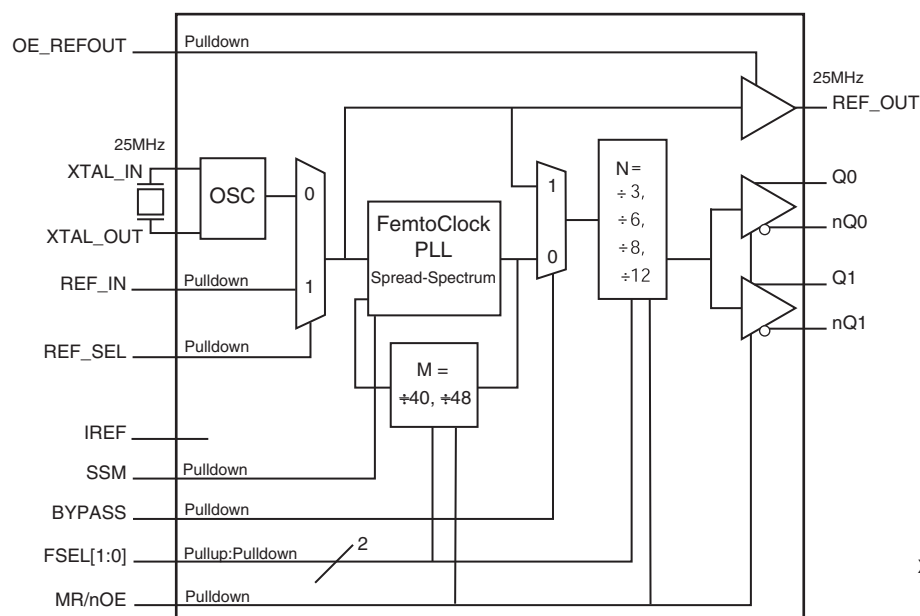 OE_REFOUT
Pulldown
25MHz
REF_OUT
25MHz
XTAL_IN
OSC
XTAL_OUT
0
1
FemtoClock
PLL
Spread-Spectrum
1
0
N=
÷ 3,
÷ 6,
÷ 8,
÷12
Q0
nQ0
Q1
nQ1
REF_IN
Pulldown
REF_SEL
Pulldown
M =
÷40, ÷48
IREF
SSM
Pulldown
BYPASS
Pulldown
FSEL[1:0]
Pullup:Pulldown
2
MR/nOE
Pulldown